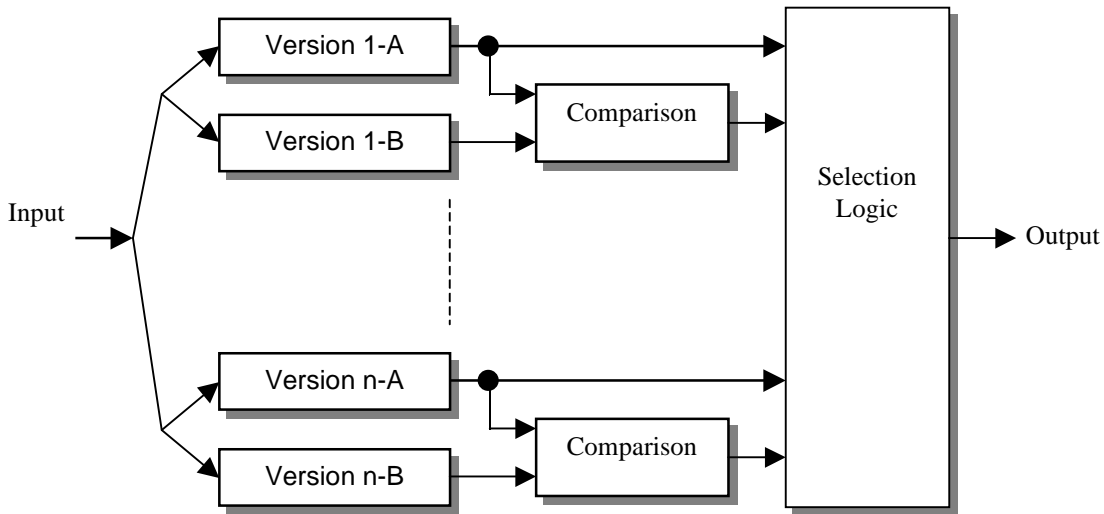 Version 1-A
Comparison
Version 1-B
Selection
Logic
Input
Output
Version n-A
Comparison
Version n-B